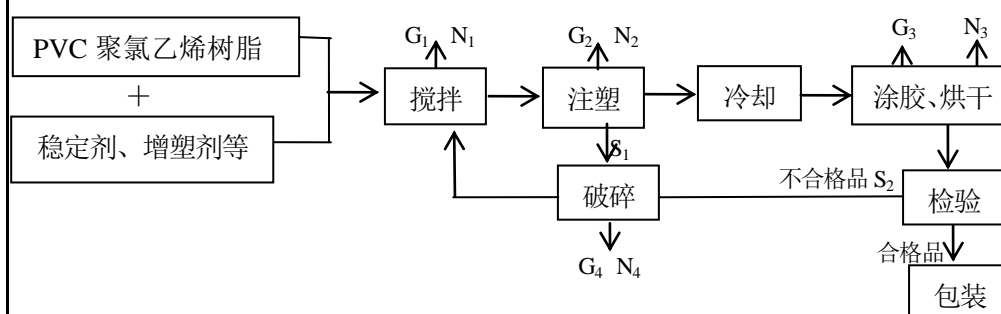 G₁ N₁
G₂ N₂
G₃
N₃
PVC 聚氯乙烯树脂
+
稳定剂、增塑剂等
搅拌
注塑
冷却
涂胶、烘干
S₁
破碎
不合格品 S₂
检验
G₄ N₄
合格品
包装